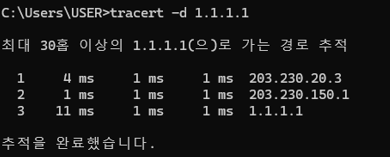 C:\Users\USER>tracert -d 1.1.1.1
최대 30홉 이상의 1.1.1.1(으)로 가는 경로 추적
1 4 ms 1 ms 1 ms 203.230.20.3
2 1 ms 1 ms 1 ms 203.230.150.1
3 11 ms 1 ms 1 ms 1.1.1.1
추적을 완료했습니다.